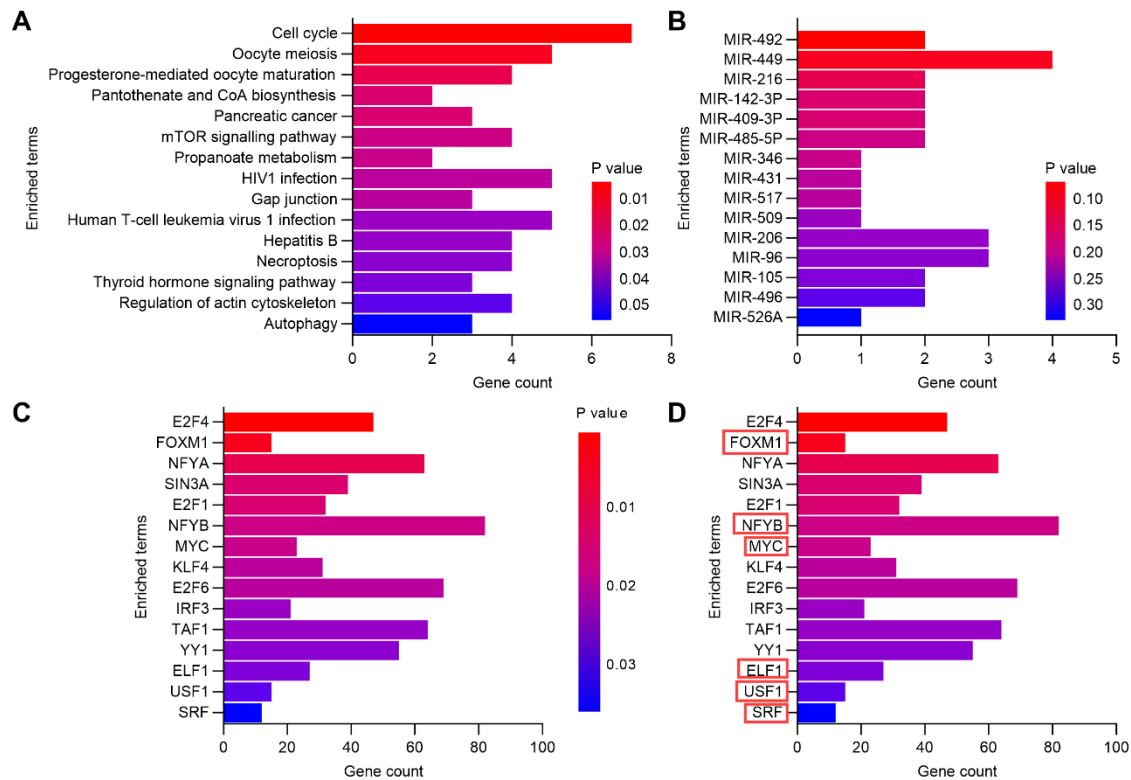 A
Enriched terms
Cell cycle
Oocyte meiosis
Progesterone-mediated oocyte maturation
Pantothenate and CoA biosynthesis
Pancreatic cancer
mTOR signalling pathway
Propanoate metabolism
HIV1 infection
Gap junction
Human T-cell leukemia virus 1 infection
Hepatitis B
Necroptosis
Thyroid hormone signaling pathway
Regulation of actin cytoskeleton
Autophagy
P value
0.01
0.02
0.03
0.04
0.05
0 2 4 6 8
Gene count
B
Enriched terms
MIR-492
MIR-449
MIR-216
MIR-142-3P
MIR-409-3P
MIR-485-5P
MIR-346
MIR-431
MIR-517
MIR-509
MIR-206
MIR-96
MIR-105
MIR-496
MIR-526A
P value
0.10
0.15
0.20
0.25
0.30
0 1 2 3 4 5
Gene count
C
Enriched terms
E2F4
FOXM1
NFYA
SIN3A
E2F1
NFYB
MYC
KLF4
E2F6
IRF3
TAF1
YY1
ELF1
USF1
SRF
P value
0.01
0.02
0.03
0 20 40 60 80 100
Gene count
D
Enriched terms
E2F4
FOXM1
NFYA
SIN3A
E2F1
NFYB
MYC
KLF4
E2F6
IRF3
TAF1
YY1
ELF1
USF1
SRF
0 20 40 60 80 100
Gene count